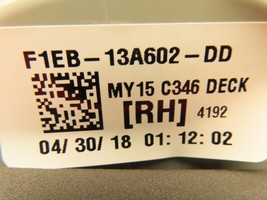 F1EB-13A602-DD
MY15 C346 DECK
[RH] 4192
04/ 30/ 18 01: 12: 02